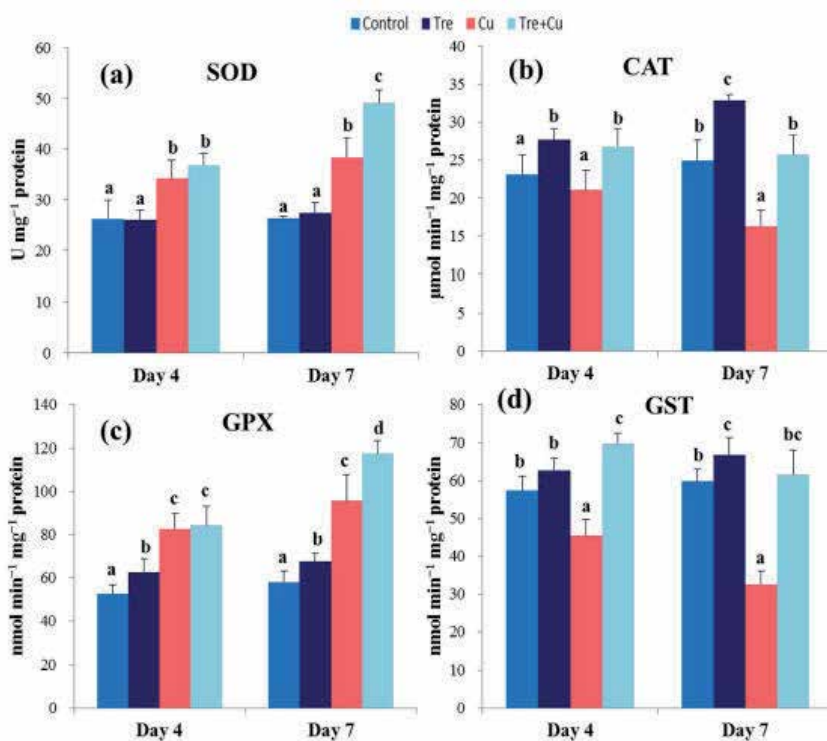 Control Tre Cu Tre+Cu
(a) SOD
U mg⁻¹ protein
60
50
40
30
20
10
0
a a b b
a a b c
Day 4 Day 7
(b) CAT
µmol min⁻¹ mg⁻¹ protein
40
35
30
25
20
15
10
5
0
a b a b
b c a b
Day 4 Day 7
(c) GPX
nmol min⁻¹ mg⁻¹ protein
140
120
100
80
60
40
20
0
a b c c
a b c d
Day 4 Day 7
(d) GST
nmol min⁻¹ mg⁻¹ protein
80
70
60
50
40
30
20
10
0
b b a c
b c a bc
Day 4 Day 7